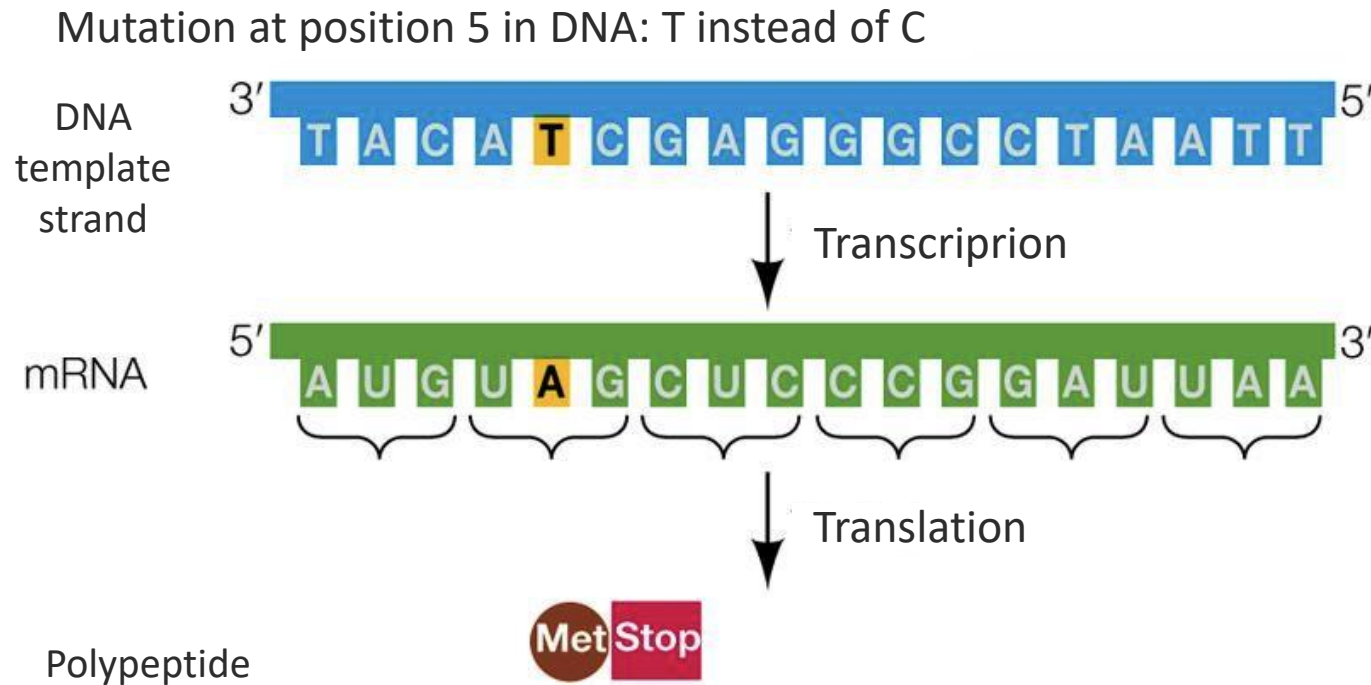 Mutation at position 5 in DNA: T instead of C
3′ 5′
DNA
template
strand
T A C A T C G A G G G C C T A A T T
Transcriprion
5′ 3′
mRNA
A U G U A G C U C C C G G A U U A A
Translation
Met Stop
Polypeptide